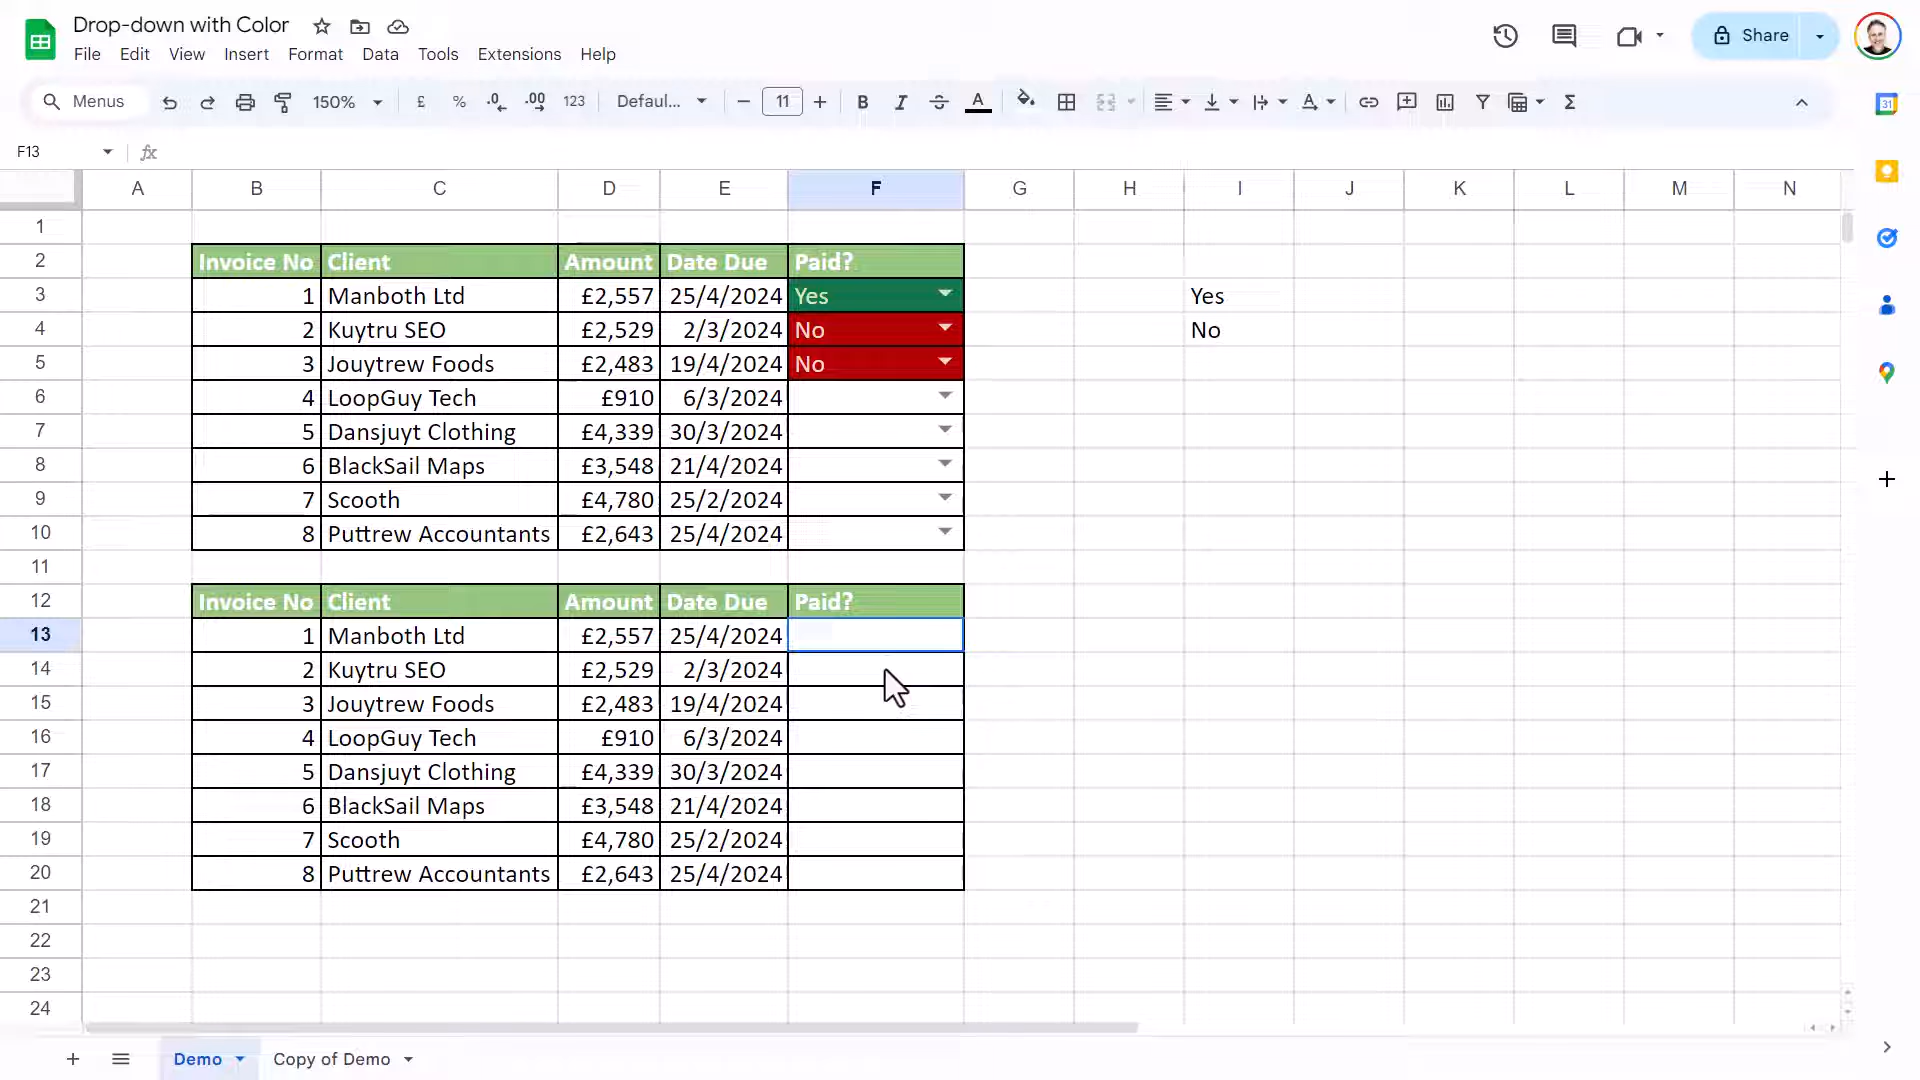 Drop-down with Color
File Edit View Insert Format Data Tools Extensions Help
Share
Menus 150% £ % .0 .00 123 Defaul... 11 B I A Σ
31
F13 fx
A B C D E F G H I J K L M N
1
2 Invoice No Client Amount Date Due Paid?
3 1 Manboth Ltd £2,557 25/4/2024 Yes Yes
4 2 Kuytru SEO £2,529 2/3/2024 No No
5 3 Jouytrew Foods £2,483 19/4/2024 No
6 4 LoopGuy Tech £910 6/3/2024
7 5 Dansjuyt Clothing £4,339 30/3/2024
8 6 BlackSail Maps £3,548 21/4/2024
9 7 Scooth £4,780 25/2/2024
10 8 Puttrew Accountants £2,643 25/4/2024
11
12 Invoice No Client Amount Date Due Paid?
13 1 Manboth Ltd £2,557 25/4/2024
14 2 Kuytru SEO £2,529 2/3/2024
15 3 Jouytrew Foods £2,483 19/4/2024
16 4 LoopGuy Tech £910 6/3/2024
17 5 Dansjuyt Clothing £4,339 30/3/2024
18 6 BlackSail Maps £3,548 21/4/2024
19 7 Scooth £4,780 25/2/2024
20 8 Puttrew Accountants £2,643 25/4/2024
21
22
23
24
Demo Copy of Demo